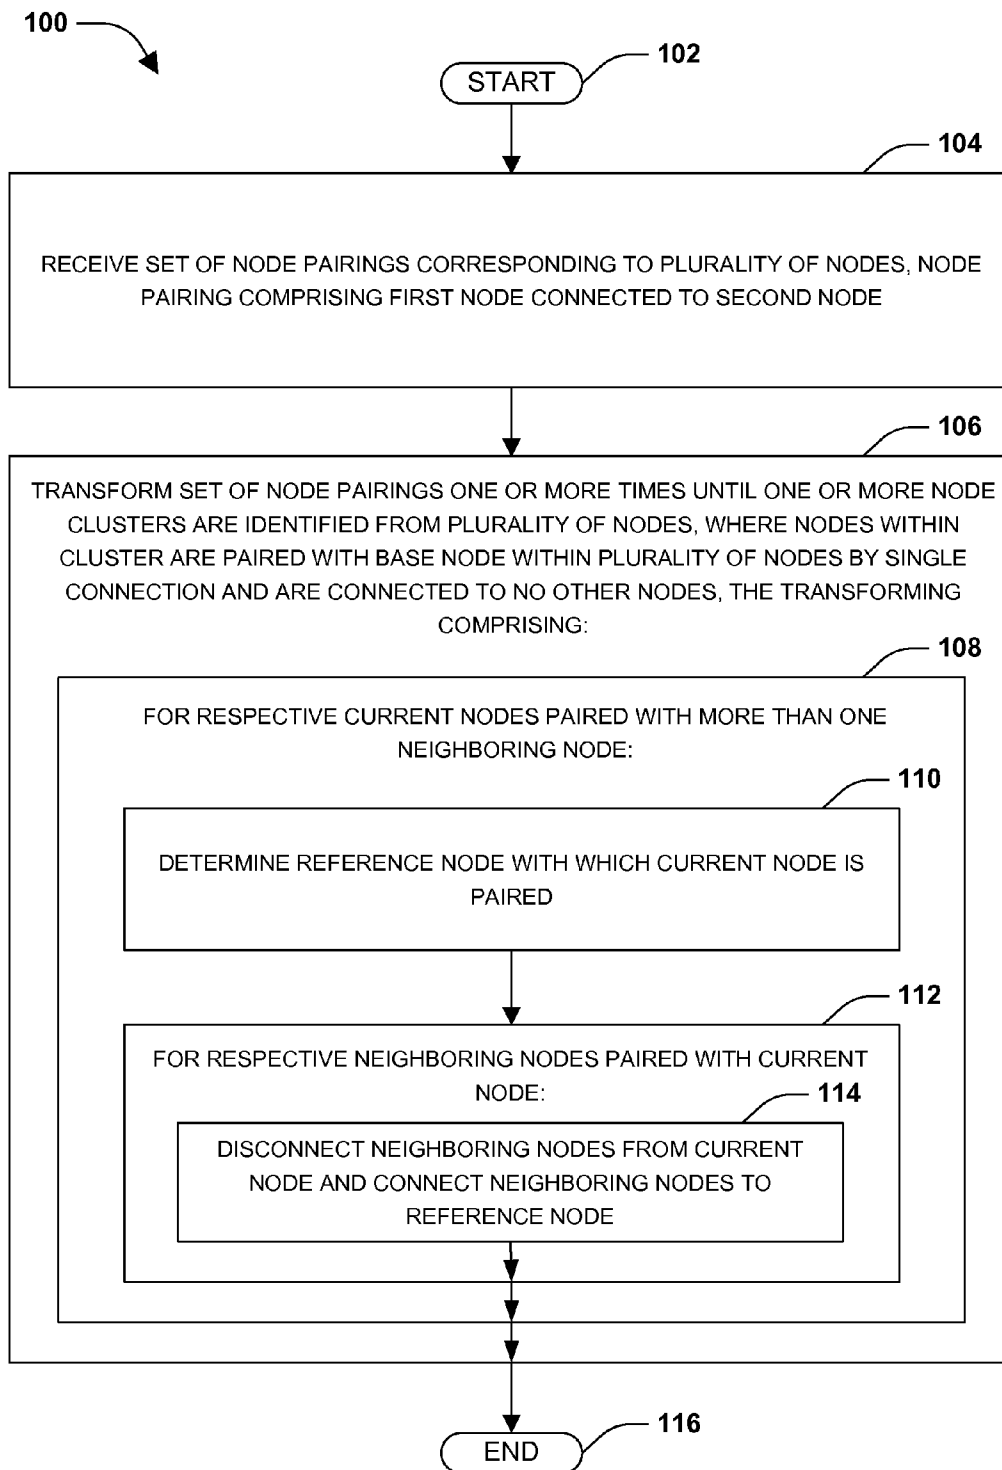 100
102
START
104
RECEIVE SET OF NODE PAIRINGS CORRESPONDING TO PLURALITY OF NODES, NODE
PAIRING COMPRISING FIRST NODE CONNECTED TO SECOND NODE
106
TRANSFORM SET OF NODE PAIRINGS ONE OR MORE TIMES UNTIL ONE OR MORE NODE
CLUSTERS ARE IDENTIFIED FROM PLURALITY OF NODES, WHERE NODES WITHIN
CLUSTER ARE PAIRED WITH BASE NODE WITHIN PLURALITY OF NODES BY SINGLE
CONNECTION AND ARE CONNECTED TO NO OTHER NODES, THE TRANSFORMING
COMPRISING:
108
FOR RESPECTIVE CURRENT NODES PAIRED WITH MORE THAN ONE
NEIGHBORING NODE:
110
DETERMINE REFERENCE NODE WITH WHICH CURRENT NODE IS
PAIRED
112
FOR RESPECTIVE NEIGHBORING NODES PAIRED WITH CURRENT
NODE:
114
DISCONNECT NEIGHBORING NODES FROM CURRENT
NODE AND CONNECT NEIGHBORING NODES TO
REFERENCE NODE
116
END